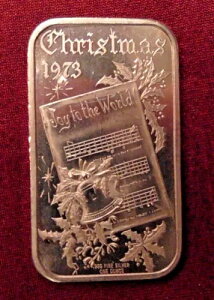 Christmas
1973
Joy to the World
.999 FINE SILVER
ONE OUNCE